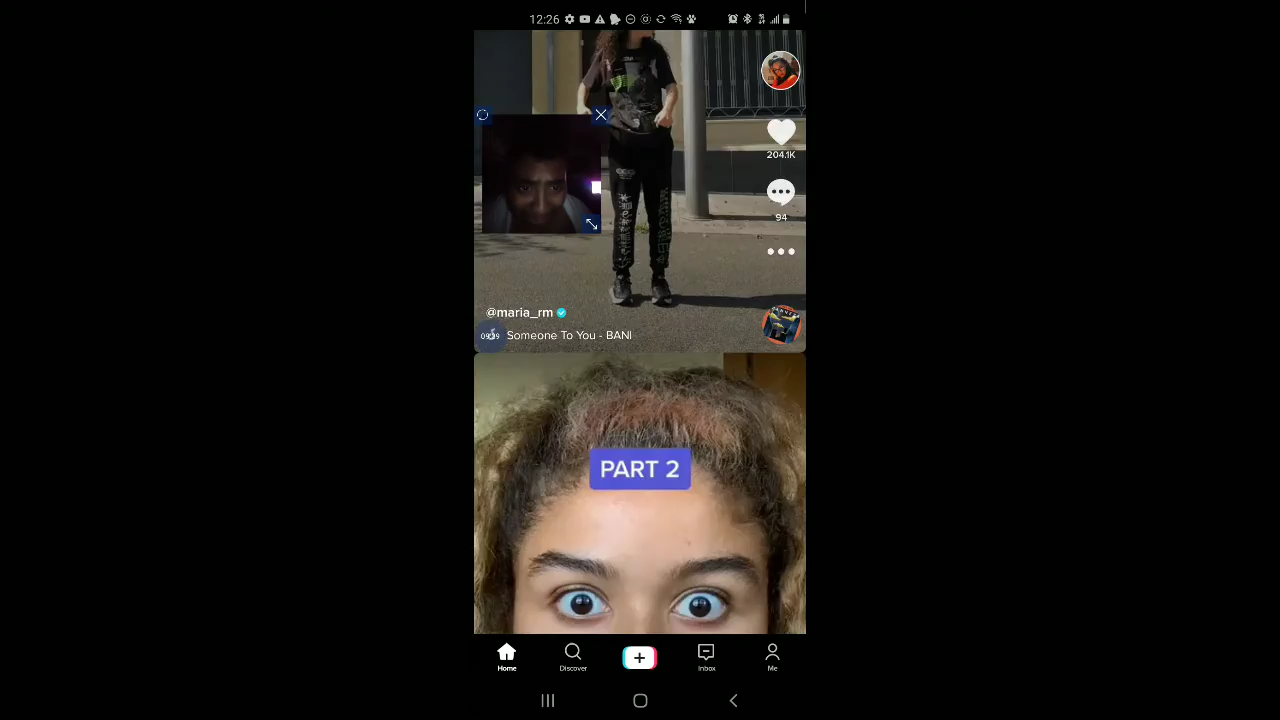 12:26
204.1K
94
@maria_rm
Someone To You - BANI
PART 2
Home
Discover
Inbox
Me